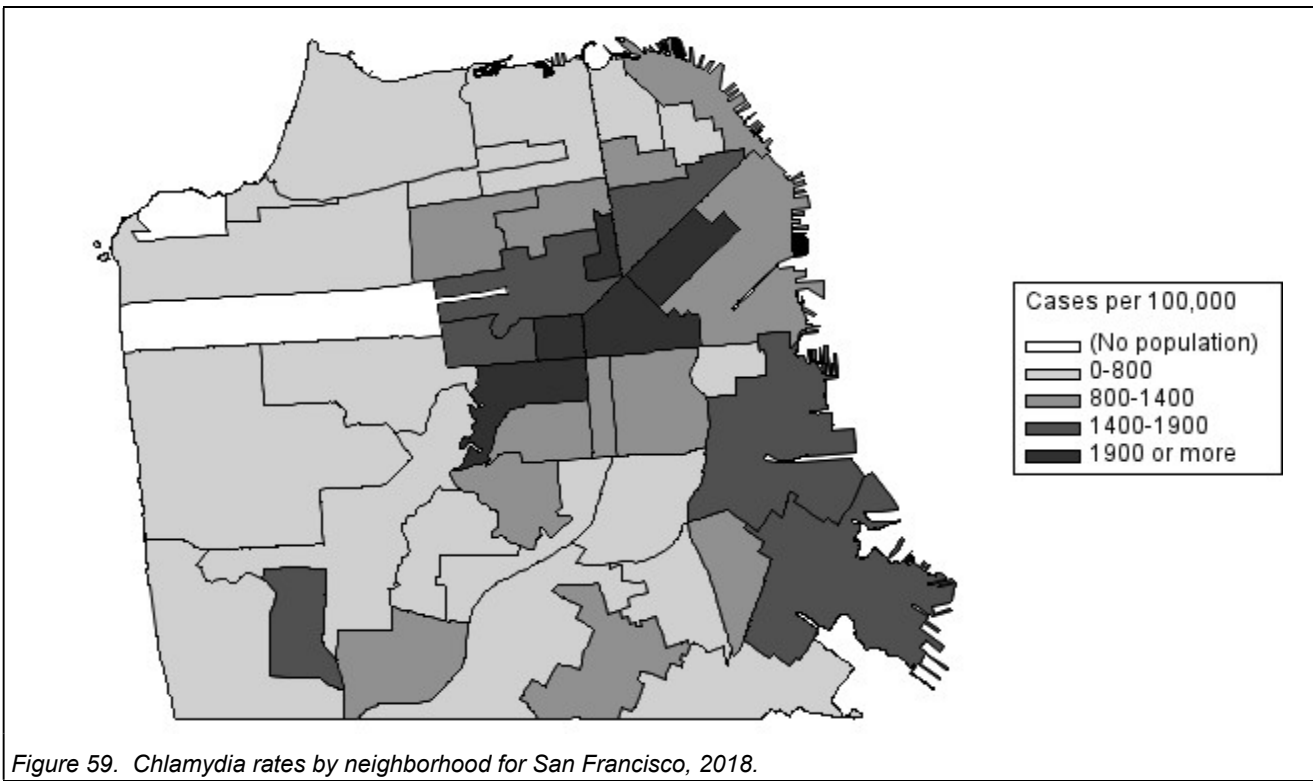 Cases per 100,000
(No population)
0-800
800-1400
1400-1900
1900 or more
Figure 59. Chlamydia rates by neighborhood for San Francisco, 2018.